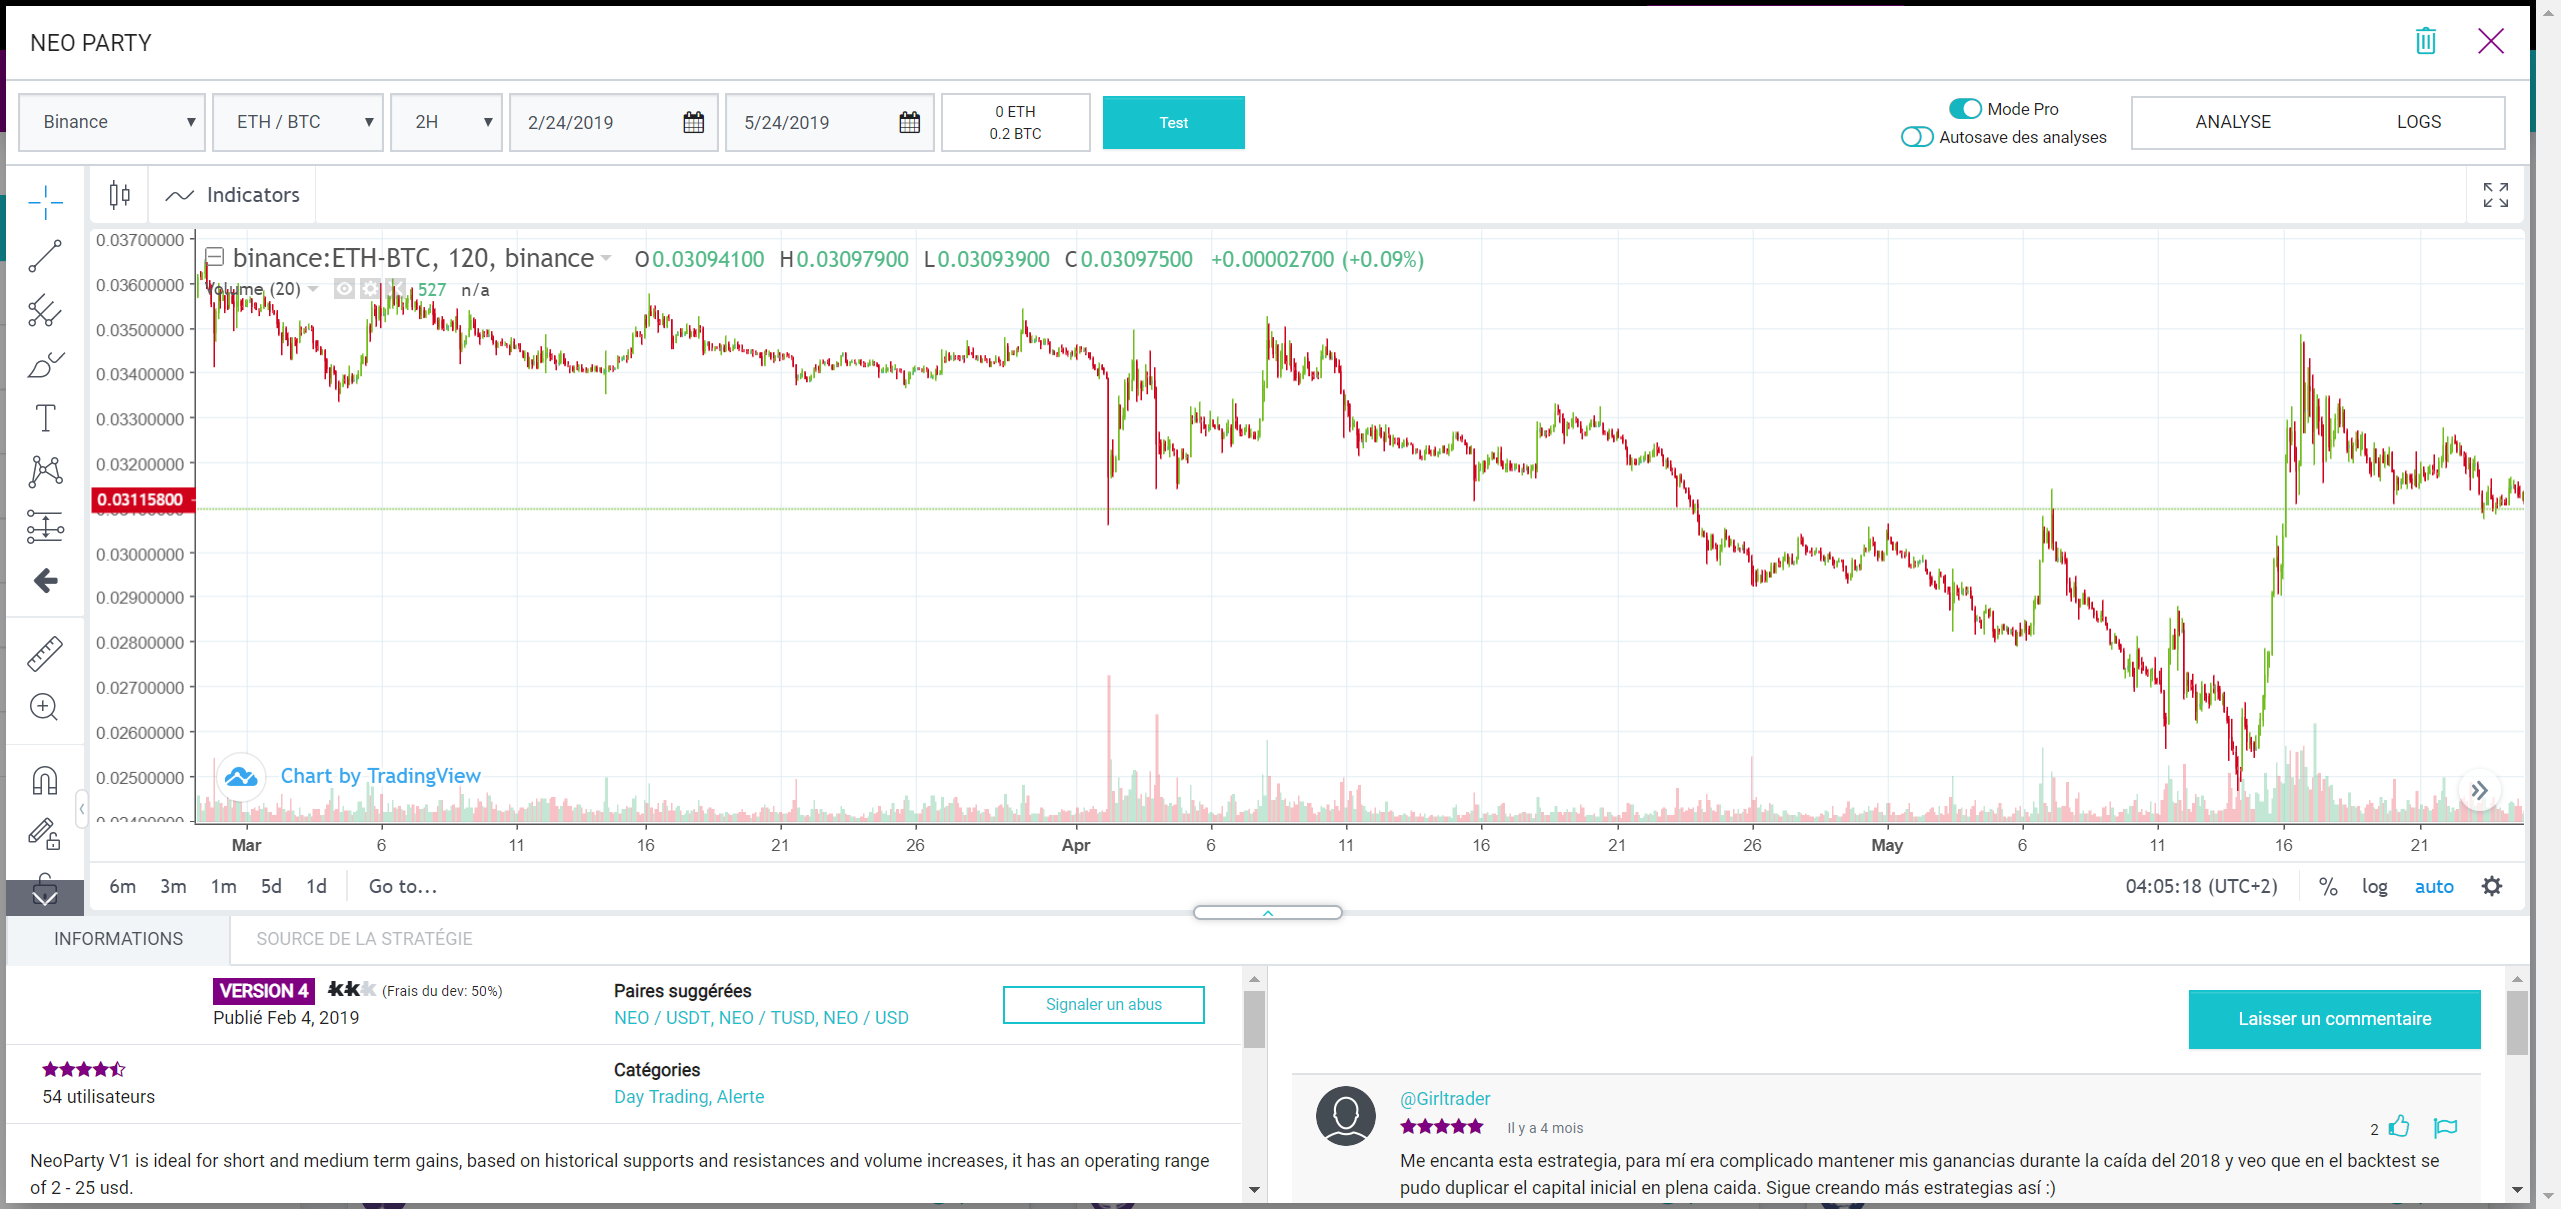 NEO PARTY
Binance
ETH / BTC
2H
2/24/2019
5/24/2019
0 ETH
0.2 BTC
Test
Mode Pro
Autosave des analyses
ANALYSE
LOGS
Indicators
binance:ETH-BTC, 120, binance
O0.03094100 H0.03097900 L0.03093900 C0.03097500 +0.00002700 (+0.09%)
Volume (20)
527 n/a
0.03700000
0.03600000
0.03500000
0.03400000
0.03300000
0.03200000
0.03115800
0.03000000
0.02900000
0.02800000
0.02700000
0.02600000
0.02500000
0.02400000
Chart by TradingView
Mar 6 11 16 21 26 Apr 6 11 16 21 26 May 6 11 16 21
6m 3m 1m 5d 1d Go to...
04:05:18 (UTC+2) % log auto
INFORMATIONS
SOURCE DE LA STRATÉGIE
VERSION 4
(Frais du dev: 50%)
Publié Feb 4, 2019
Paires suggérées
NEO / USDT, NEO / TUSD, NEO / USD
Signaler un abus
54 utilisateurs
Catégories
Day Trading, Alerte
NeoParty V1 is ideal for short and medium term gains, based on historical supports and resistances and volume increases, it has an operating range
of 2 - 25 usd.
Laisser un commentaire
@Girltrader
Il y a 4 mois
2
Me encanta esta estrategia, para mí era complicado mantener mis ganancias durante la caída del 2018 y veo que en el backtest se
pudo duplicar el capital inicial en plena caida. Sigue creando más estrategias así :)